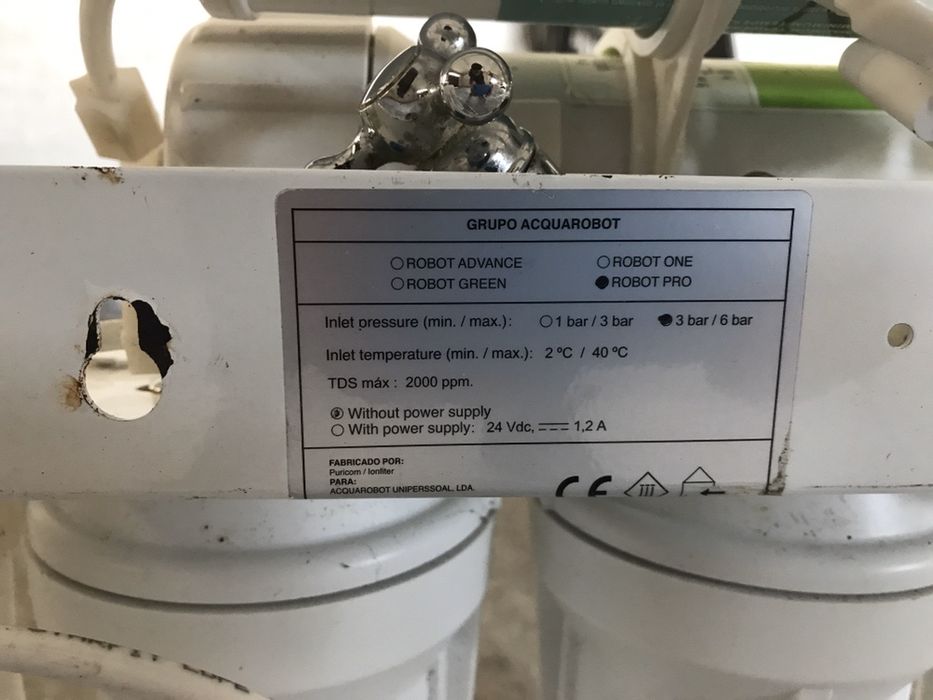 GRUPO ACQUAROBOT
ROBOT ADVANCE ROBOT ONE
ROBOT GREEN ROBOT PRO
Inlet pressure (min. / max.): 1 bar / 3 bar 3 bar / 6 bar
Inlet temperature (min. / max.): 2 ºC / 40 ºC
TDS máx : 2000 ppm.
Without power supply
With power supply: 24 Vdc, 1,2 A
FABRICADO POR:
Puricom / Ionfilter
PARA:
ACQUAROBOT UNIPERSSOAL, LDA.
CE